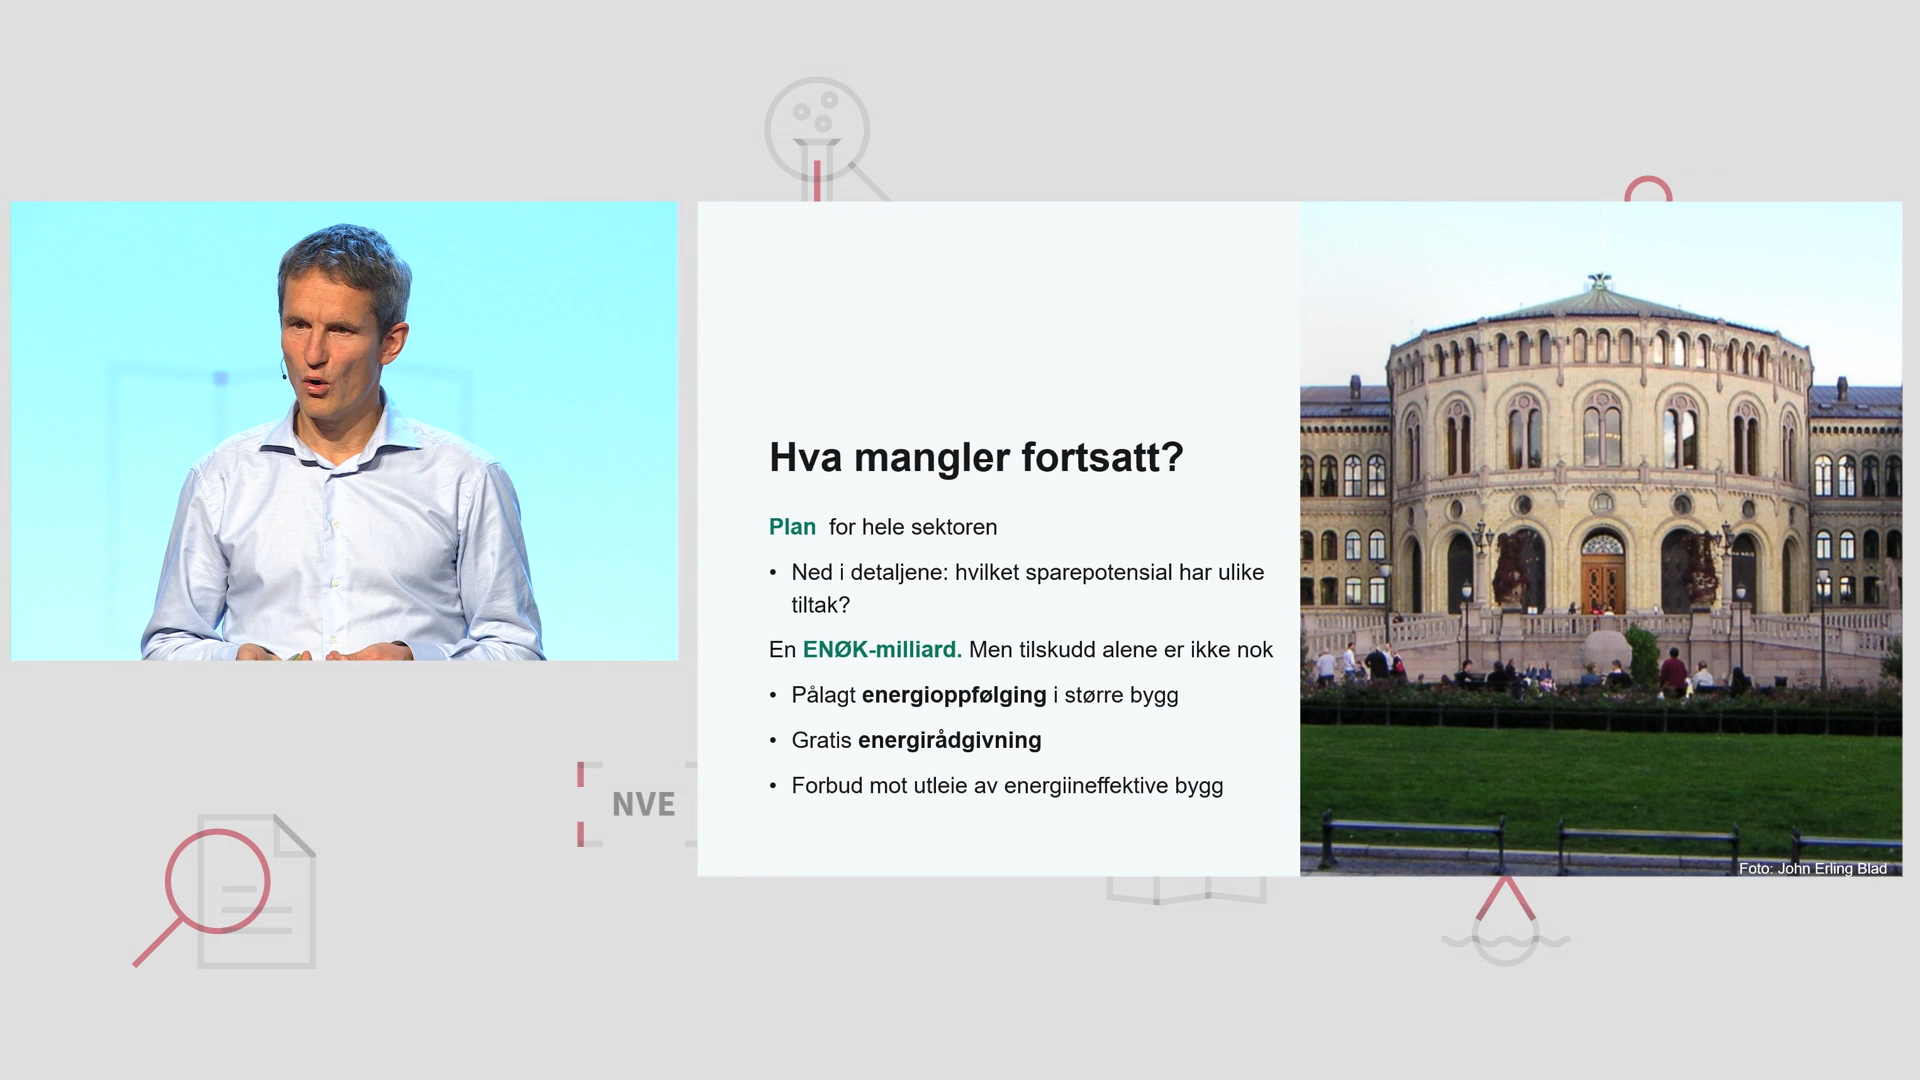 Hva mangler fortsatt?
Plan for hele sektoren
• Ned i detaljene: hvilket sparepotensial har ulike
tiltak?
En ENØK-milliard. Men tilskudd alene er ikke nok
• Pålagt energioppfølging i større bygg
• Gratis energirådgivning
• Forbud mot utleie av energiineffektive bygg
NVE
Foto: John Erling Blad